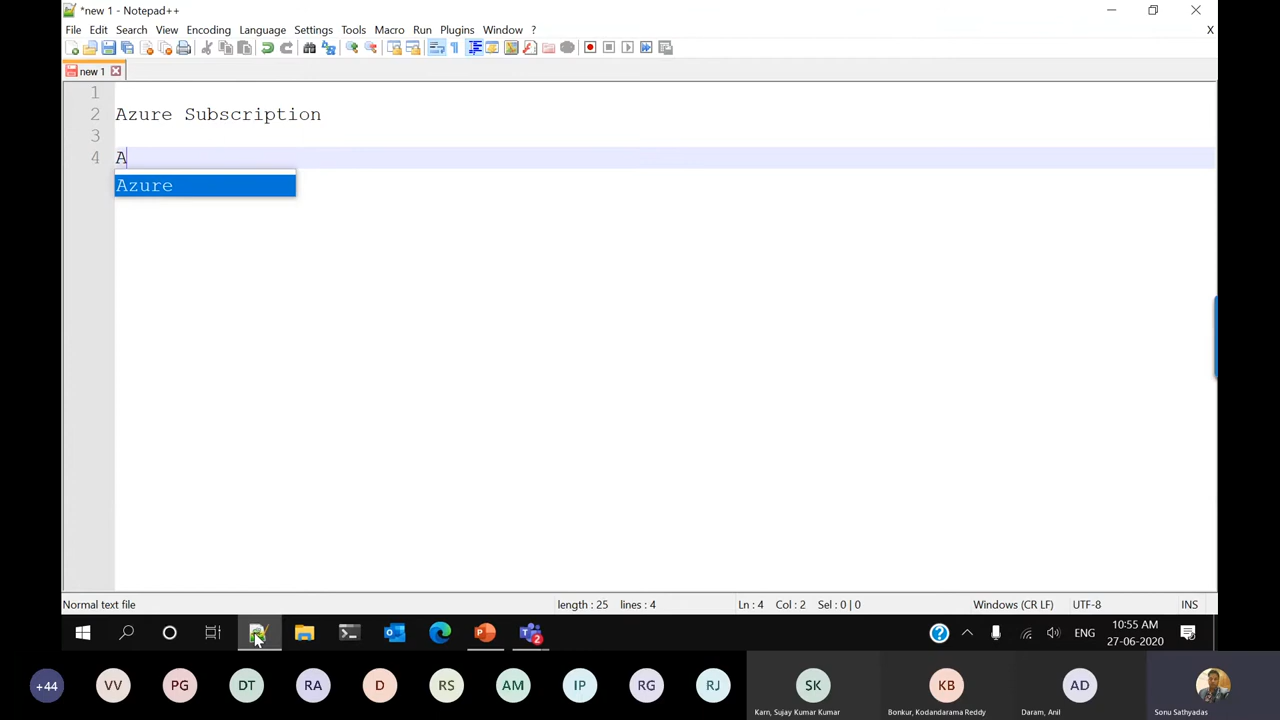 *new 1 - Notepad++
File Edit Search View Encoding Language Settings Tools Macro Run Plugins Window ? X
new 1
1
2 Azure Subscription
3
4 A
Azure
Normal text file length : 25 lines : 4 Ln : 4 Col : 2 Sel : 0 | 0 Windows (CR LF) UTF-8 INS
ENG 10:55 AM
27-06-2020
2
+44 VV PG DT RA D RS AM IP RG RJ SK KB AD
Karn, Sujay Kumar Kumar Bonkur, Kodandarama Reddy Daram, Anil Sonu Sathyadas